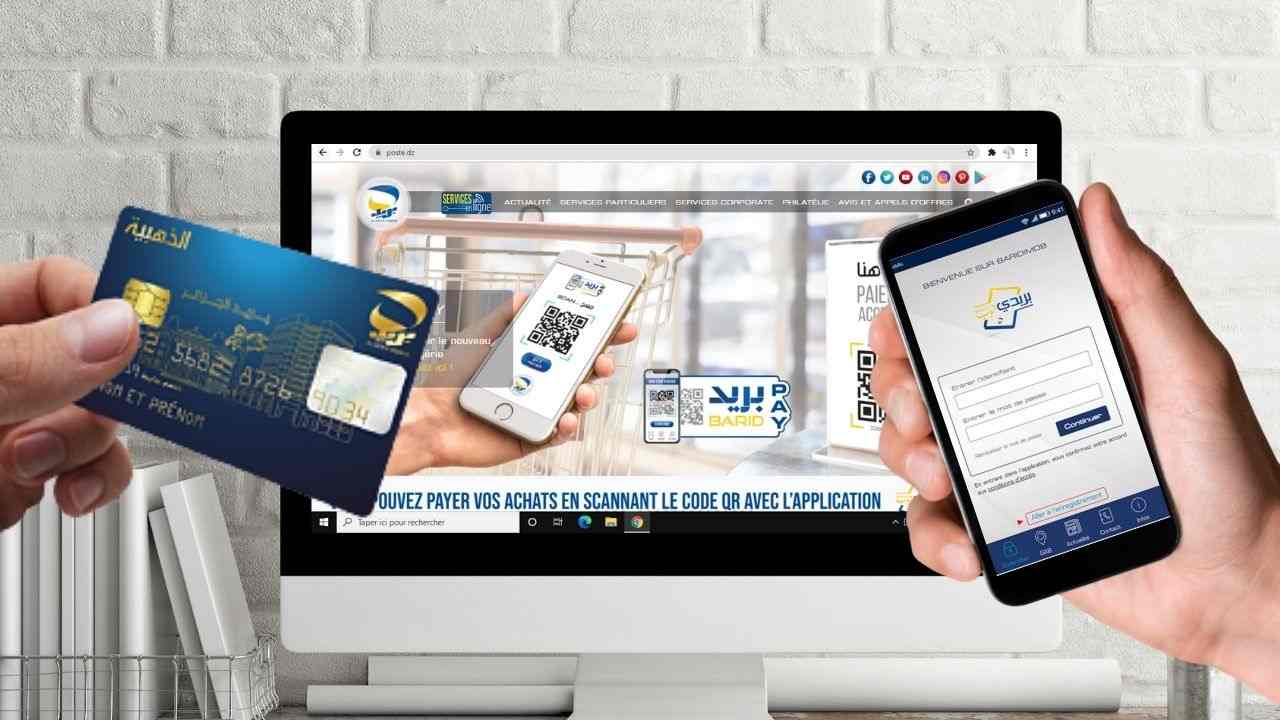 poste.dz
SERVICES
en ligne
ACTUALITÉ SERVICES PARTICULIERS SERVICES CORPORATE PHILATÉLIE AVIS ET APPELS D'OFFRES
الذهبية
بريد الجزائر
5682 8726 9034
NOM ET PRÉNOM
r le nouveau
ici !
SCAN
بريد
BARID
PAY
هنا
PAIE
OUVEZ PAYER VOS ACHATS EN SCANNANT LE CODE QR AVEC L'APPLICATION
Taper ici pour rechercher
9:41
BIENVENUE SUR BARIDIMOB
بريدي
Entrer l'identifiant
Entrer le mot de passe
Continuer
En entrant dans l'application, vous confirmez votre accord
sur conditions d'accès
Aller à l'enregistrement
GAB
Actualités
Contact
Infos